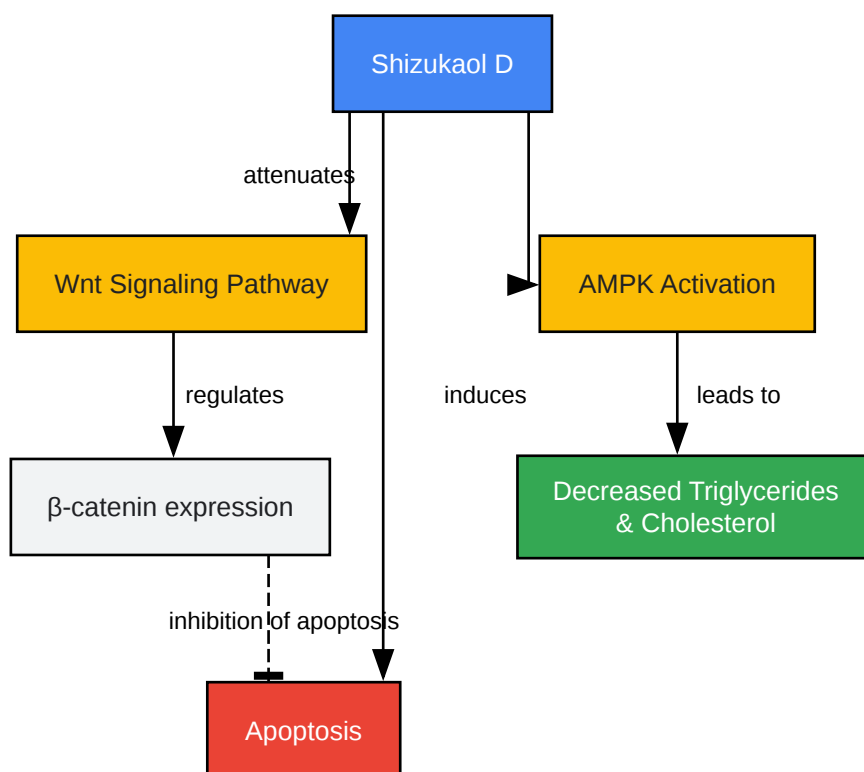 Shizukaol D
attenuates
Wnt Signaling Pathway
AMPK Activation
regulates
induces
leads to
β-catenin expression
Decreased Triglycerides
& Cholesterol
inhibition of apoptosis
Apoptosis